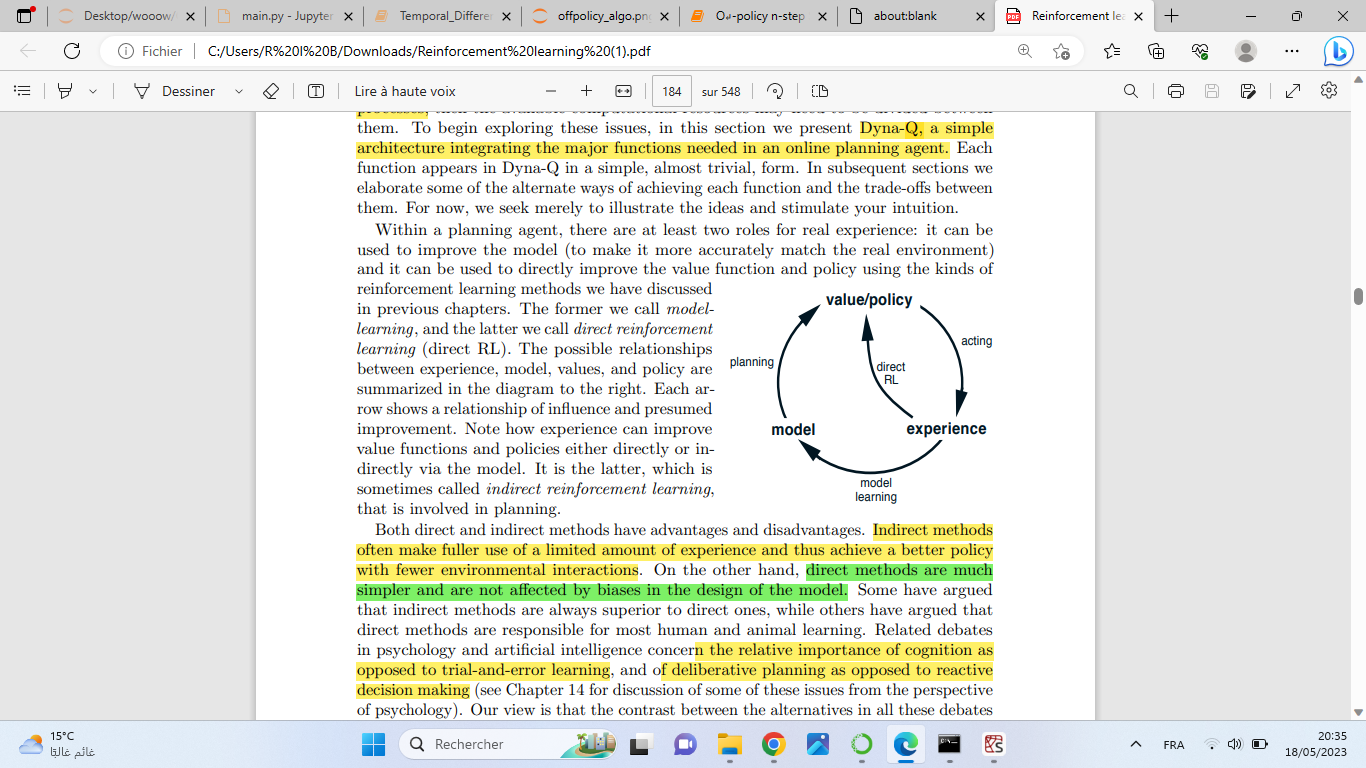 Desktop/wooow/
main.py - Jupyter
Temporal_Differe
offpolicy_algo.pn
Off-policy n-step
about:blank
Reinforcement lea
Fichier
C:/Users/R%20I%20B/Downloads/Reinforcement%20learning%20(1).pdf
Dessiner
Lire à haute voix
184
sur 548
them. To begin exploring these issues, in this section we present Dyna-Q, a simple
architecture integrating the major functions needed in an online planning agent. Each
function appears in Dyna-Q in a simple, almost trivial, form. In subsequent sections we
elaborate some of the alternate ways of achieving each function and the trade-offs between
them. For now, we seek merely to illustrate the ideas and stimulate your intuition.
Within a planning agent, there are at least two roles for real experience: it can be
used to improve the model (to make it more accurately match the real environment)
and it can be used to directly improve the value function and policy using the kinds of
reinforcement learning methods we have discussed
in previous chapters. The former we call model-
learning, and the latter we call direct reinforcement
learning (direct RL). The possible relationships
between experience, model, values, and policy are
summarized in the diagram to the right. Each ar-
row shows a relationship of influence and presumed
improvement. Note how experience can improve
value functions and policies either directly or in-
directly via the model. It is the latter, which is
sometimes called indirect reinforcement learning,
that is involved in planning.
value/policy
acting
planning
direct
RL
model
experience
model
learning
Both direct and indirect methods have advantages and disadvantages. Indirect methods
often make fuller use of a limited amount of experience and thus achieve a better policy
with fewer environmental interactions. On the other hand, direct methods are much
simpler and are not affected by biases in the design of the model. Some have argued
that indirect methods are always superior to direct ones, while others have argued that
direct methods are responsible for most human and animal learning. Related debates
in psychology and artificial intelligence concern the relative importance of cognition as
opposed to trial-and-error learning, and of deliberative planning as opposed to reactive
decision making (see Chapter 14 for discussion of some of these issues from the perspective
of psychology). Our view is that the contrast between the alternatives in all these debates
15°C
غائم غالبًا
Rechercher
FRA
20:35
18/05/2023